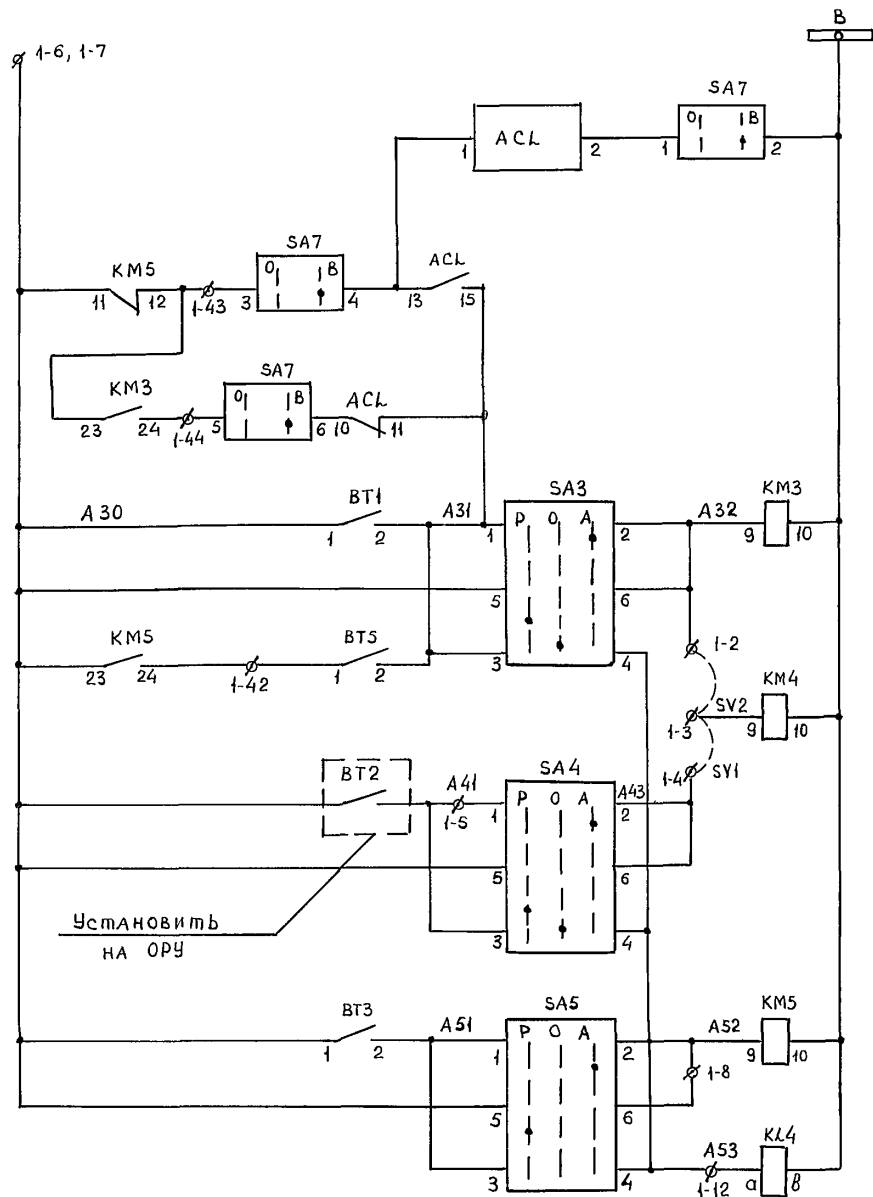 1-6, 1-7
B
SA7
O B
1 ACL 2 1 2
SA7
KM5 O B ACL
11 12 1-43 3 4 13 15
SA7
KM3 O B ACL
23 24 1-44 5 6 10 11
SA3
A30 BT1 A31 P O A A32 KM3
1 2 1 2 9 10
5 6
KM5 BT5
23 24 1-42 1 2 3 4
1-2
SV2 KM4
1-3 9 10
1-4 SV1
BT2 A41 SA4 A43
1-5 1 P O A 2
5 6
Установить
на ОРУ
3 4
BT3 A51 SA5 A52 KM5
1 2 1 P O A 2 9 10
1-8
5 6
A53 KL4
3 4 1-12 a в